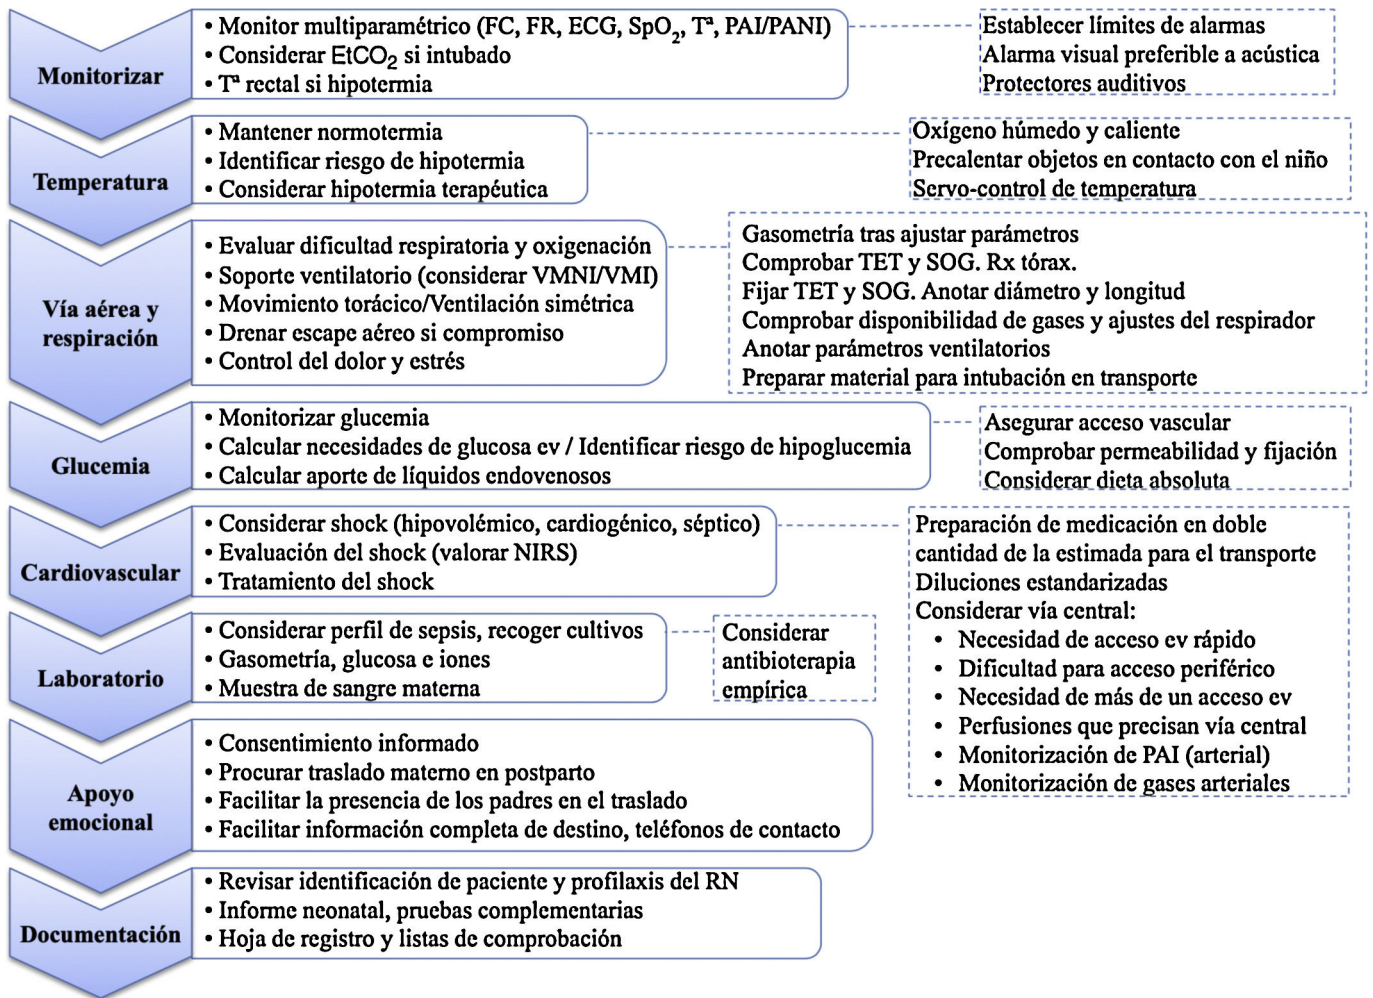 Monitorizar
• Monitor multiparamétrico (FC, FR, ECG, SpO₂, Tª, PAI/PANI)
• Considerar EtCO₂ si intubado
• Tª rectal si hipotermia
Establecer límites de alarmas
Alarma visual preferible a acústica
Protectores auditivos
Temperatura
• Mantener normotermia
• Identificar riesgo de hipotermia
• Considerar hipotermia terapéutica
Oxígeno húmedo y caliente
Precalentar objetos en contacto con el niño
Servo-control de temperatura
Vía aérea y
respiración
• Evaluar dificultad respiratoria y oxigenación
• Soporte ventilatorio (considerar VMNI/VMI)
• Movimiento torácico/Ventilación simétrica
• Drenar escape aéreo si compromiso
• Control del dolor y estrés
Gasometría tras ajustar parámetros
Comprobar TET y SOG. Rx tórax.
Fijar TET y SOG. Anotar diámetro y longitud
Comprobar disponibilidad de gases y ajustes del respirador
Anotar parámetros ventilatorios
Preparar material para intubación en transporte
Glucemia
• Monitorizar glucemia
• Calcular necesidades de glucosa ev / Identificar riesgo de hipoglucemia
• Calcular aporte de líquidos endovenosos
Asegurar acceso vascular
Comprobar permeabilidad y fijación
Considerar dieta absoluta
Cardiovascular
• Considerar shock (hipovolémico, cardiogénico, séptico)
• Evaluación del shock (valorar NIRS)
• Tratamiento del shock
Preparación de medicación en doble
cantidad de la estimada para el transporte
Diluciones estandarizadas
Considerar vía central:
• Necesidad de acceso ev rápido
• Dificultad para acceso periférico
• Necesidad de más de un acceso ev
• Perfusiones que precisan vía central
• Monitorización de PAI (arterial)
• Monitorización de gases arteriales
Laboratorio
• Considerar perfil de sepsis, recoger cultivos
• Gasometría, glucosa e iones
• Muestra de sangre materna
Considerar
antibioterapia
empírica
Apoyo
emocional
• Consentimiento informado
• Procurar traslado materno en postparto
• Facilitar la presencia de los padres en el traslado
• Facilitar información completa de destino, teléfonos de contacto
Documentación
• Revisar identificación de paciente y profilaxis del RN
• Informe neonatal, pruebas complementarias
• Hoja de registro y listas de comprobación